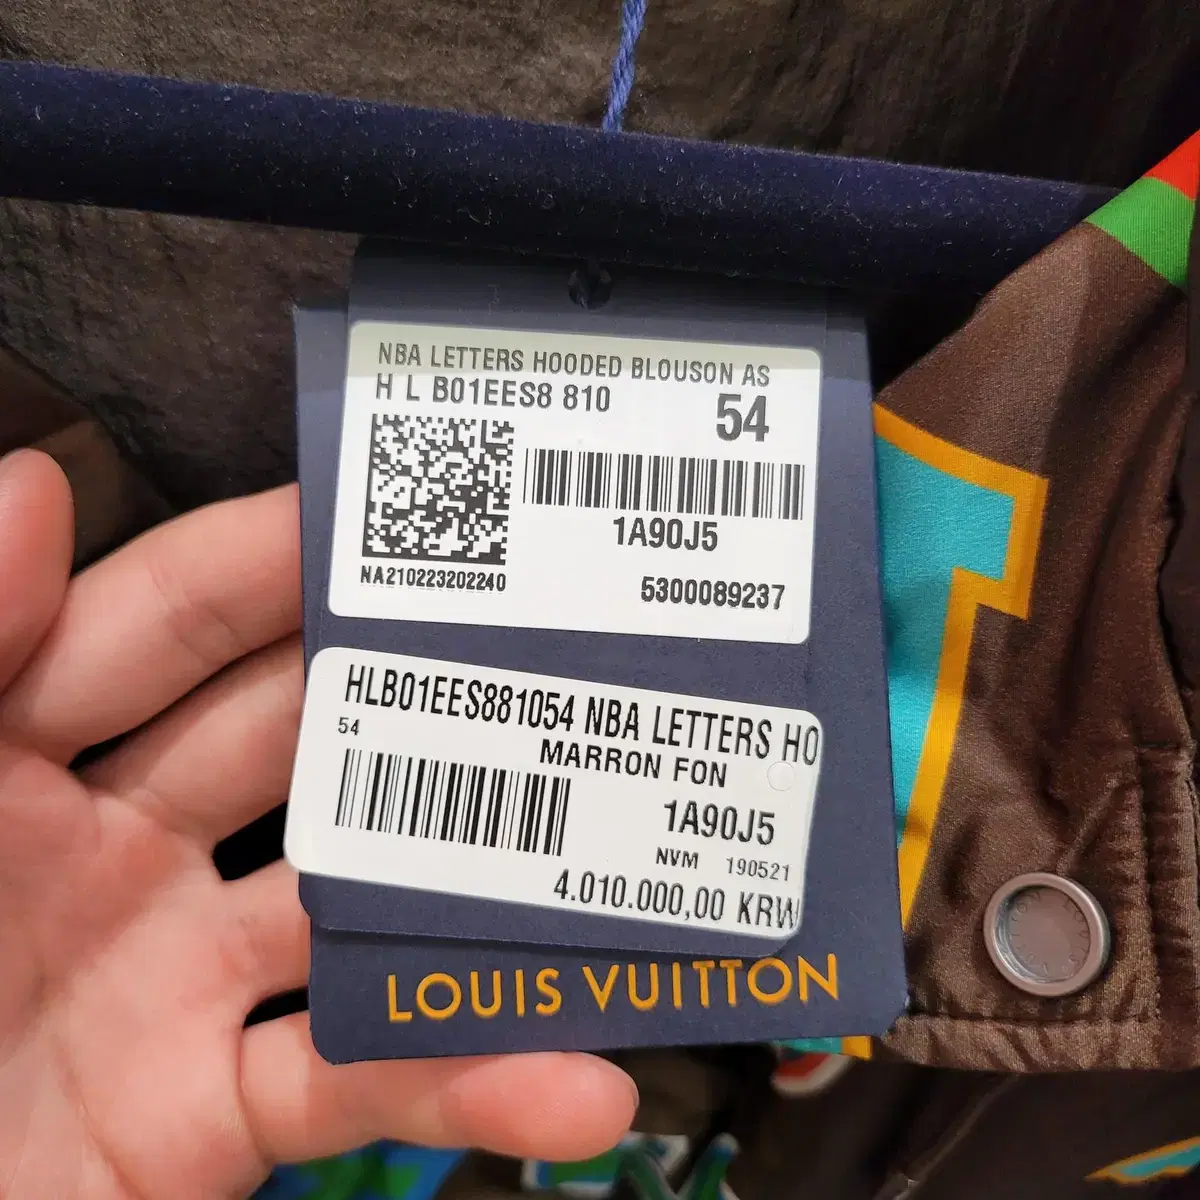 NBA LETTERS HOODED BLOUSON AS
H L B01EES8 810
54
1A90J5
NA210223202240
5300089237
HLB01EES881054 NBA LETTERS HO
54
MARRON FON
1A90J5
NVM 190521
4.010.000,00 KRW
LOUIS VUITTON